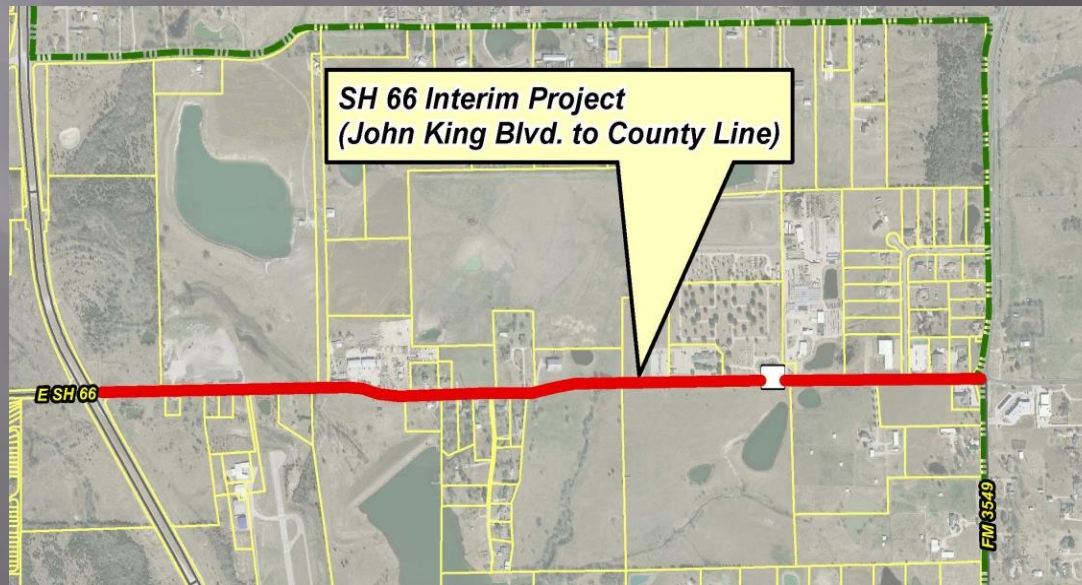 SH 66 Interim Project
(John King Blvd. to County Line)
E SH 66
FM 3549